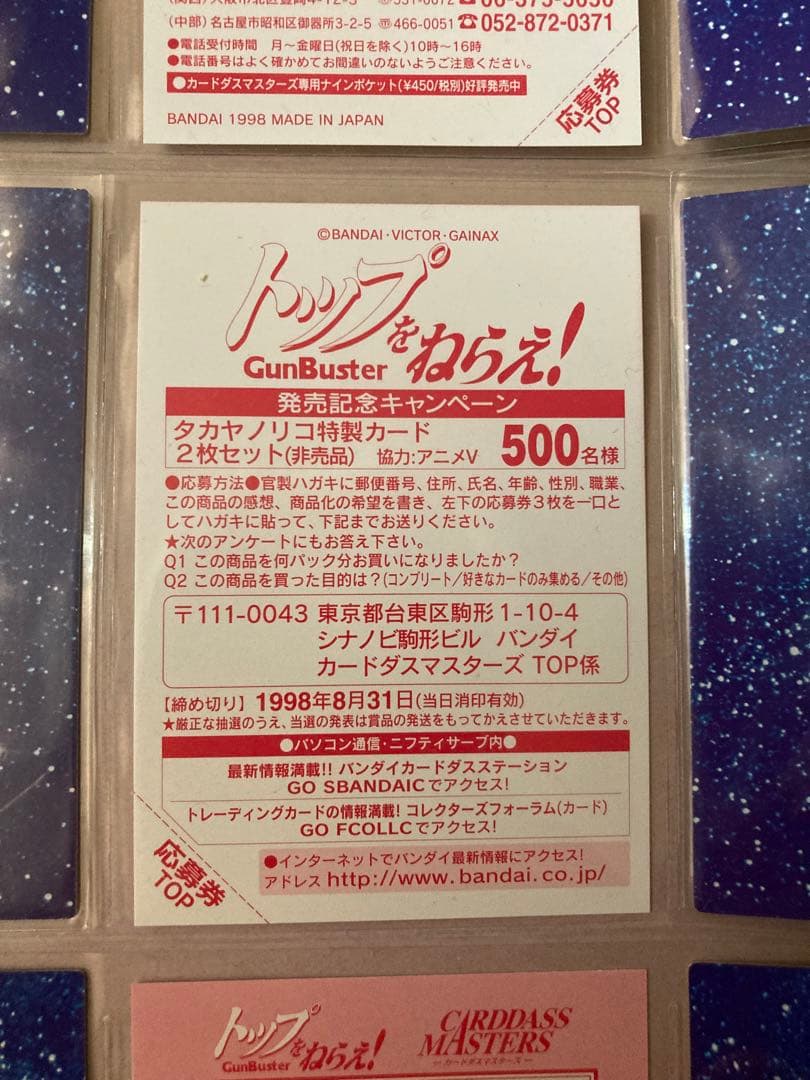 (中部)名古屋市昭和区御器所3-2-5 〠466-0051 ☎052-872-0371
●電話受付時間 月〜金曜日(祝日を除く)10時〜16時
●電話番号はよく確かめてお間違いのないようご注意ください。
●カードダスマスターズ専用ナインポケット(¥450/税別)好評発売中
BANDAI 1998 MADE IN JAPAN
応募券
TOP
©BANDAI・VICTOR・GAINAX
トップをねらえ!
GunBuster
発売記念キャンペーン
タカヤノリコ特製カード
2枚セット(非売品) 協力:アニメV 500名様
●応募方法●官製ハガキに郵便番号、住所、氏名、年齢、性別、職業、
この商品の感想、商品化の希望を書き、左下の応募券3枚を一口と
してハガキに貼って、下記までお送りください。
★次のアンケートにもお答え下さい。
Q1 この商品を何パック分お買いになりましたか?
Q2 この商品を買った目的は?(コンプリート/好きなカードのみ集める/その他)
〒111-0043 東京都台東区駒形1-10-4
シナノビ駒形ビル バンダイ
カードダスマスターズ TOP係
【締め切り】1998年8月31日(当日消印有効)
★厳正な抽選のうえ、当選の発表は賞品の発送をもってかえさせていただきます。
●パソコン通信・ニフティサーブ内●
最新情報満載!! バンダイカードダスステーション
GO SBANDAICでアクセス!
トレーディングカードの情報満載! コレクターズフォーラム(カード)
GO FCOLLCでアクセス!
●インターネットでバンダイ最新情報にアクセス!
アドレス http://www.bandai.co.jp/
応募券
TOP
トップをねらえ!
GunBuster
CARDDASS
MASTERS
カードダスマスターズ